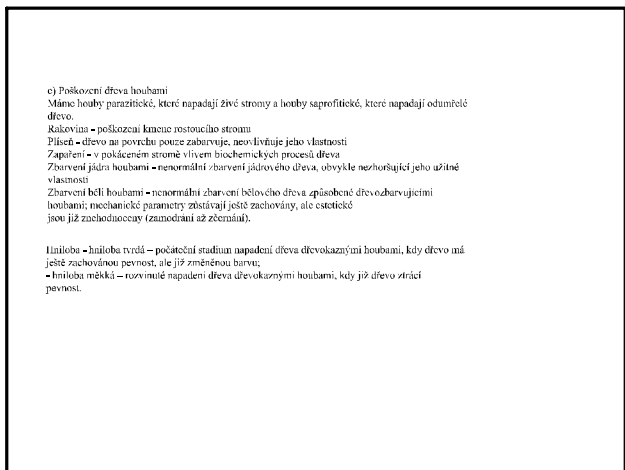 e) Poškození dřeva houbami
Máme houby parazitické, které napadají živé stromy a houby saprofitické, které napadají odumřelé
dřevo.
Rakovina - poškození kmene rostoucího stromu
Plíseň - dřevo na povrchu pouze zabarvuje, neovlivňuje jeho vlastnosti
Zapaření - v pokáceném stromě vlivem biochemických procesů dřeva
Zbarvení jádra houbami - nenormální zbarvení jádrového dřeva, obvykle nezhoršující jeho užitné
vlastnosti
Zbarvení běli houbami - nenormální zbarvení bělového dřeva způsobené dřevozbarvujícími
houbami; mechanické parametry zůstávají ještě zachovány, ale estetické
jsou již znehodnoceny (zamodrání až zčernání).
Hniloba - hniloba tvrdá – počáteční stadium napadení dřeva dřevokaznými houbami, kdy dřevo má
ještě zachovánou pevnost, ale již změněnou barvu;
- hniloba měkká – rozvinuté napadení dřeva dřevokaznými houbami, kdy již dřevo ztrácí
pevnost.